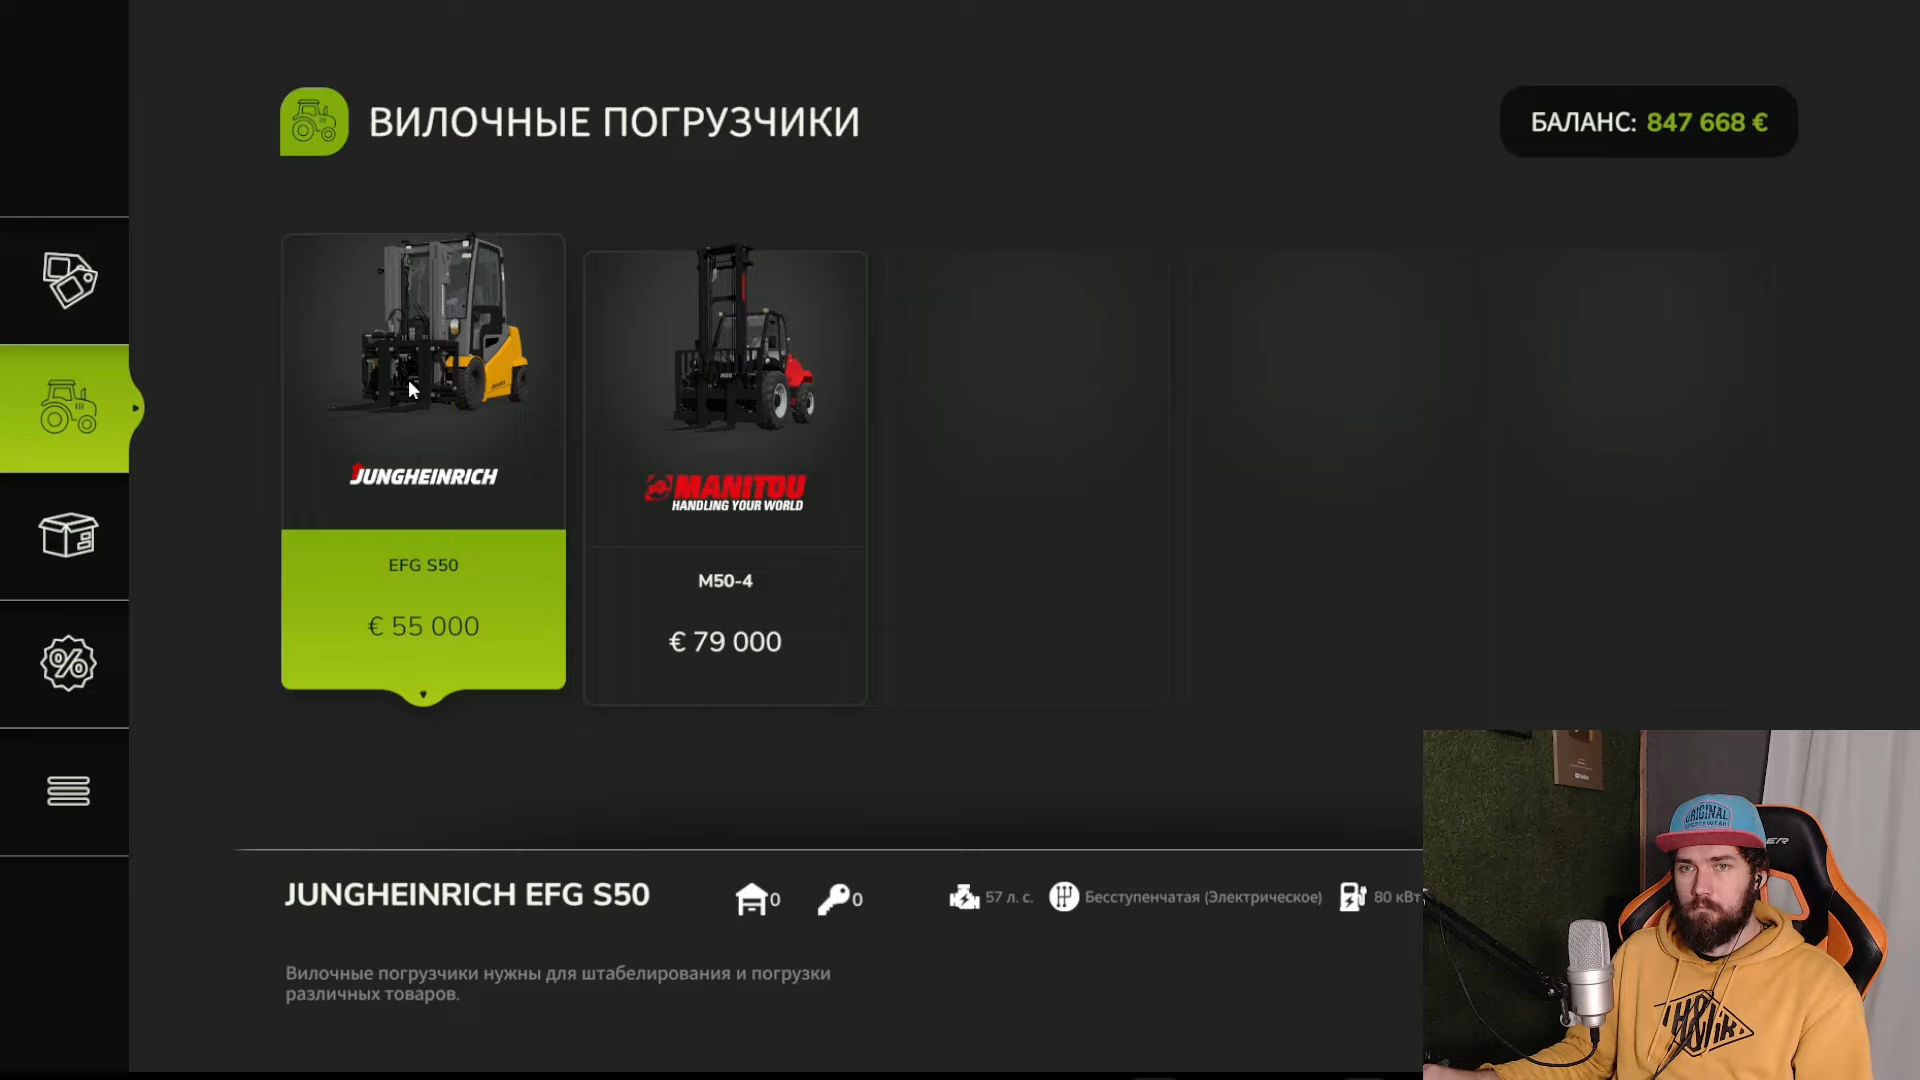 ВИЛОЧНЫЕ ПОГРУЗЧИКИ
БАЛАНС: 847 668 €
JUNGHEINRICH
MANITOU
HANDLING YOUR WORLD
EFG S50
€ 55 000
M50-4
€ 79 000
JUNGHEINRICH EFG S50
0
0
57 л. с.
Бесступенчатая (Электрическое)
80 кВт
Вилочные погрузчики нужны для штабелирования и погрузки
различных товаров.
ORIGINAL